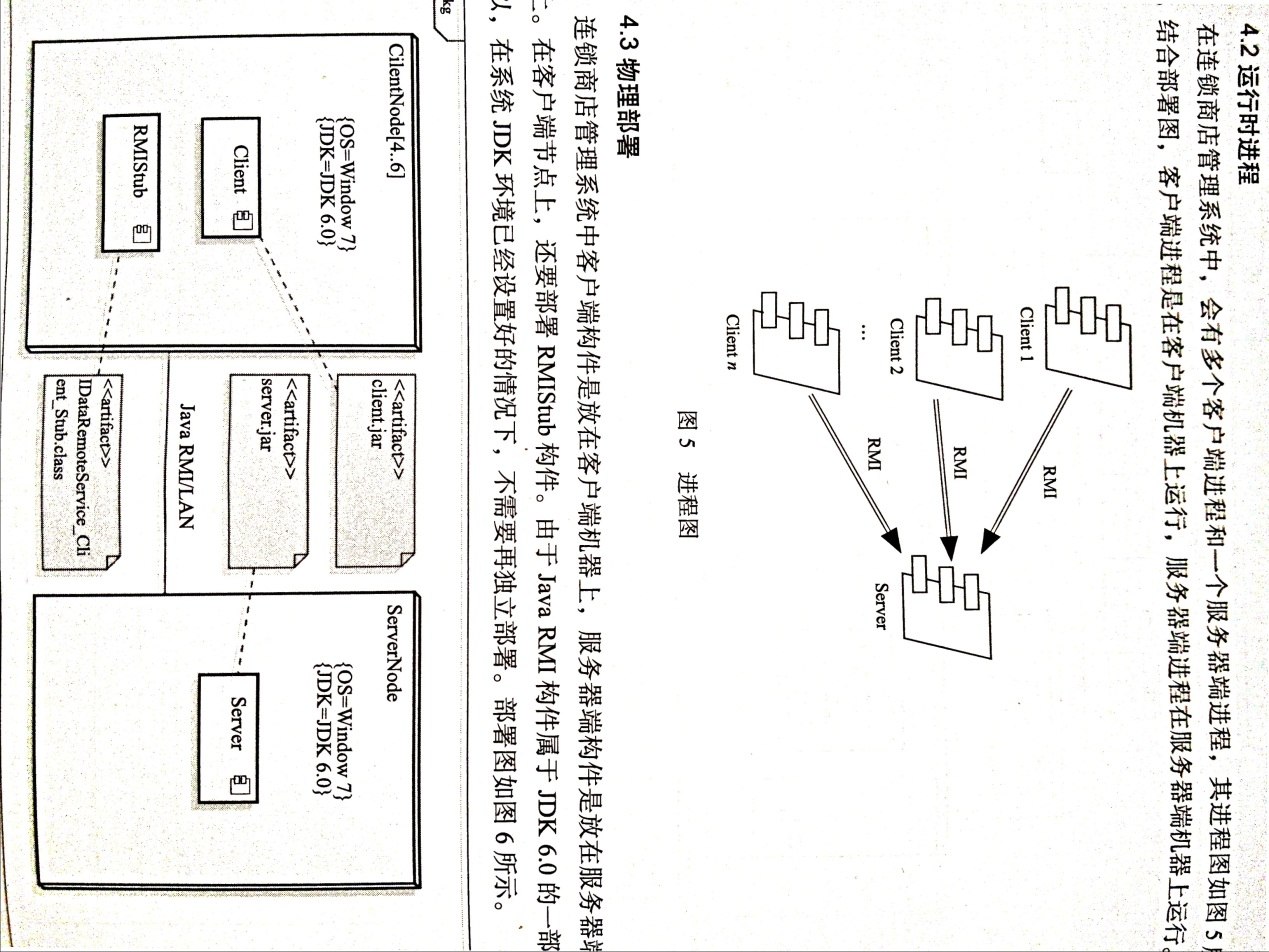 4.2 运行时进程
在连锁商店管理系统中，会有多个客户端进程和一个服务器端进程，其进程图如图 5
结合部署图，客户端进程是在客户端机器上运行，服务器端进程在服务器端机器上运行。
Client 1
RMI
Client 2
RMI
...
Client n
RMI
Server
图 5 进程图
4.3 物理部署
连锁商店管理系统中客户端构件是放在客户端机器上，服务器端构件是放在服务器端
上。在客户端节点上，还要部署 RMIStub 构件。由于 Java RMI 构件属于 JDK 6.0 的一部
以，在系统 JDK 环境已经设置好的情况下，不需要再独立部署。部署图如图 6 所示。
kg
CilentNode[4..6]
{OS=Window 7}
{JDK=JDK 6.0}
Client
RMIStub
<<artifact>>
client.jar
<<artifact>>
server.jar
Java RMI/LAN
<<artifact>>
IDataRemoteService_Cli
ent_Stub.class
ServerNode
{OS=Window 7}
{JDK=JDK 6.0}
Server